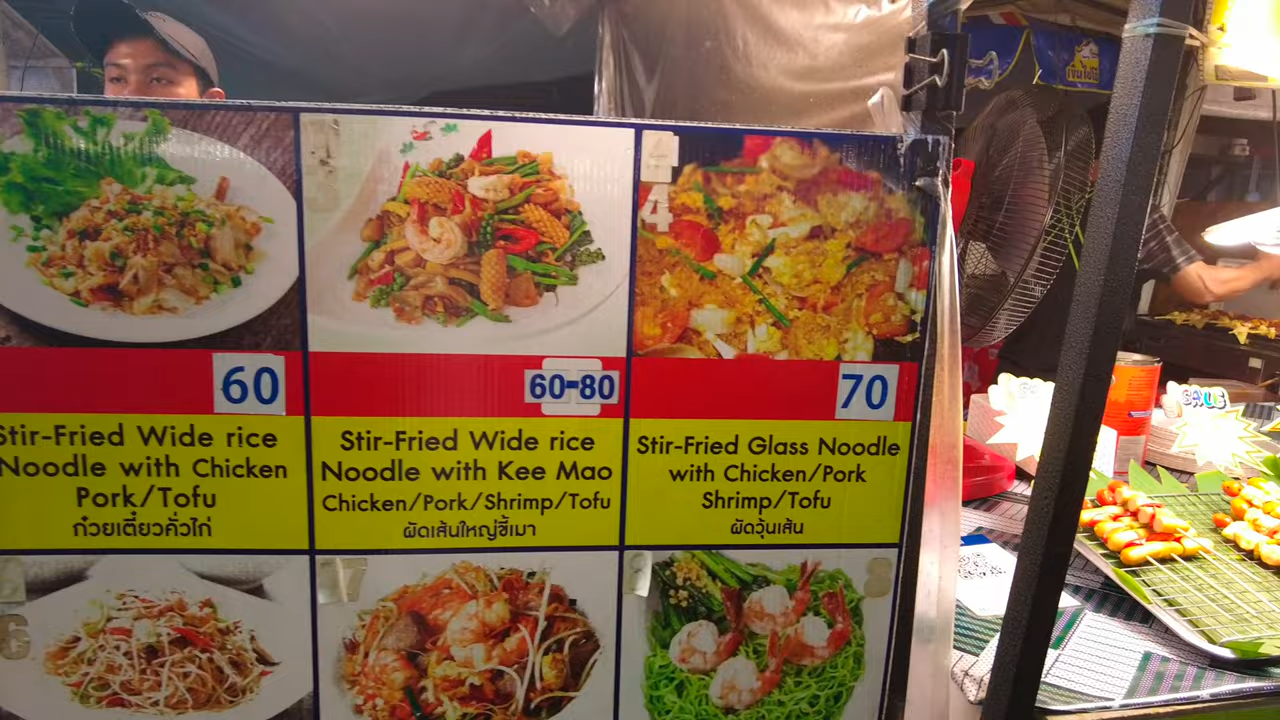 4
60
60-80
70
Stir-Fried Wide rice
Noodle with Chicken
Pork/Tofu
ก๋วยเตี๋ยวคั่วไก่
Stir-Fried Wide rice
Noodle with Kee Mao
Chicken/Pork/Shrimp/Tofu
ผัดเส้นใหญ่ขี้เมา
Stir-Fried Glass Noodle
with Chicken/Pork
Shrimp/Tofu
ผัดวุ้นเส้น
6
7
8